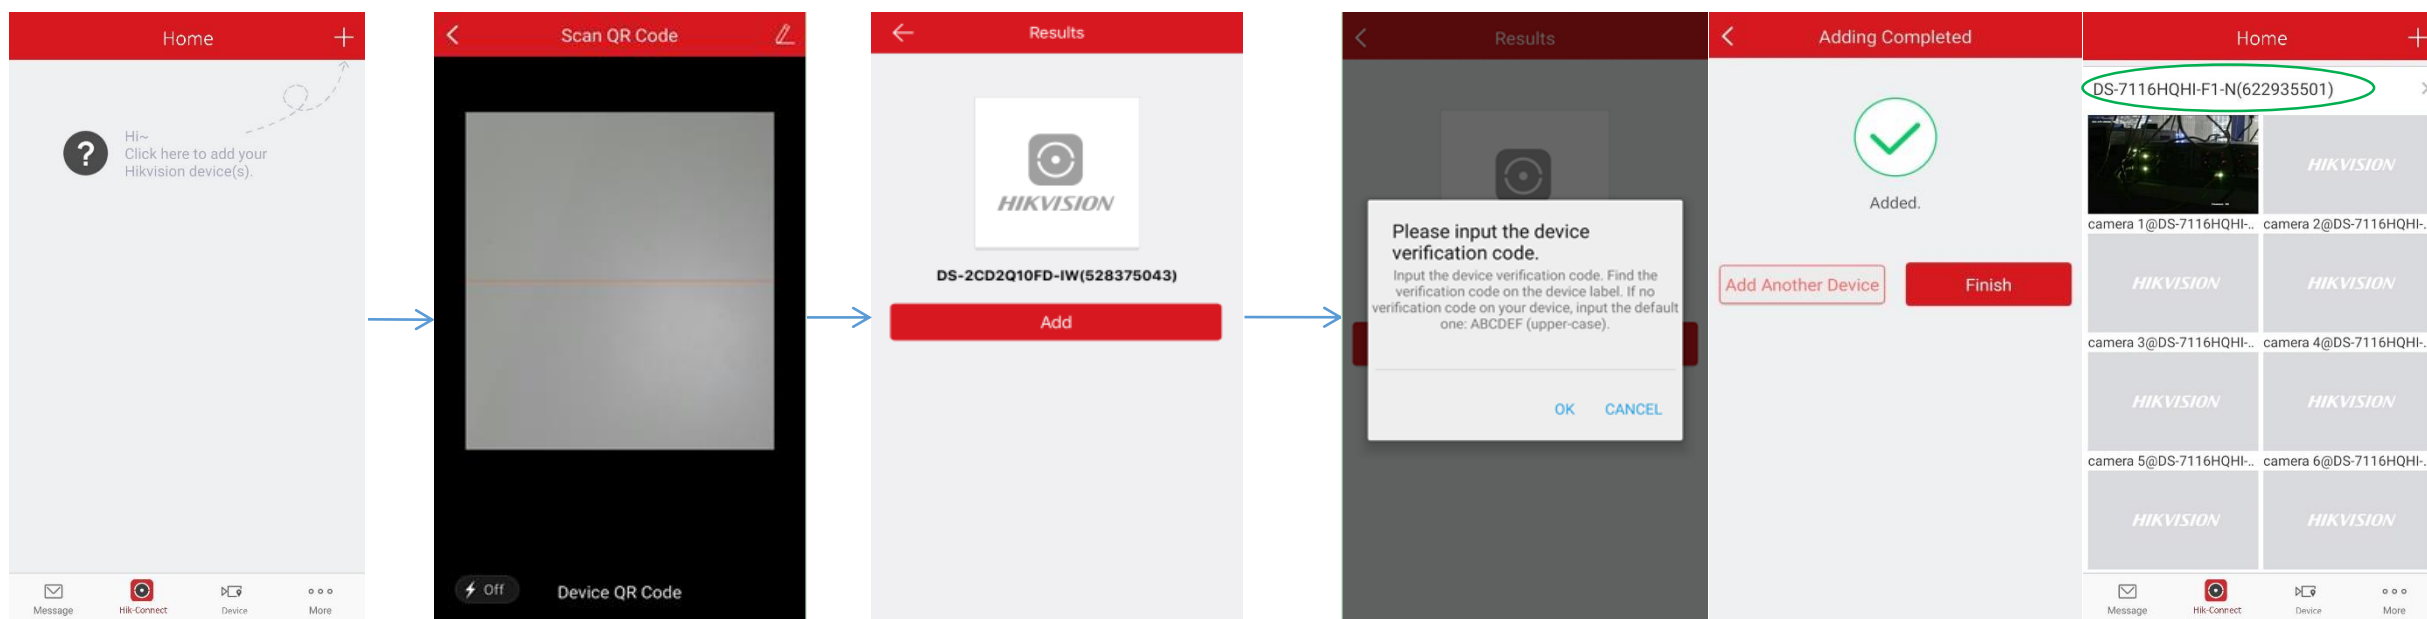 Home
Hi~
Click here to add your
Hikvision device(s).
Message
Hik-Connect
Device
More
Scan QR Code
Off
Device QR Code
Results
HIKVISION
DS-2CD2Q10FD-IW(528375043)
Add
Results
Please input the device
verification code.
Input the device verification code. Find the
verification code on the device label. If no
verification code on your device, input the default
one: ABCDEF (upper-case).
OK CANCEL
Adding Completed
Added.
Add Another Device
Finish
Home
DS-7116HQHI-F1-N(622935501)
HIKVISION
camera 1@DS-7116HQHI-.. camera 2@DS-7116HQHI-..
HIKVISION HIKVISION
camera 3@DS-7116HQHI-.. camera 4@DS-7116HQHI-..
HIKVISION HIKVISION
camera 5@DS-7116HQHI-.. camera 6@DS-7116HQHI-..
HIKVISION HIKVISION
Message
Hik-Connect
Device
More